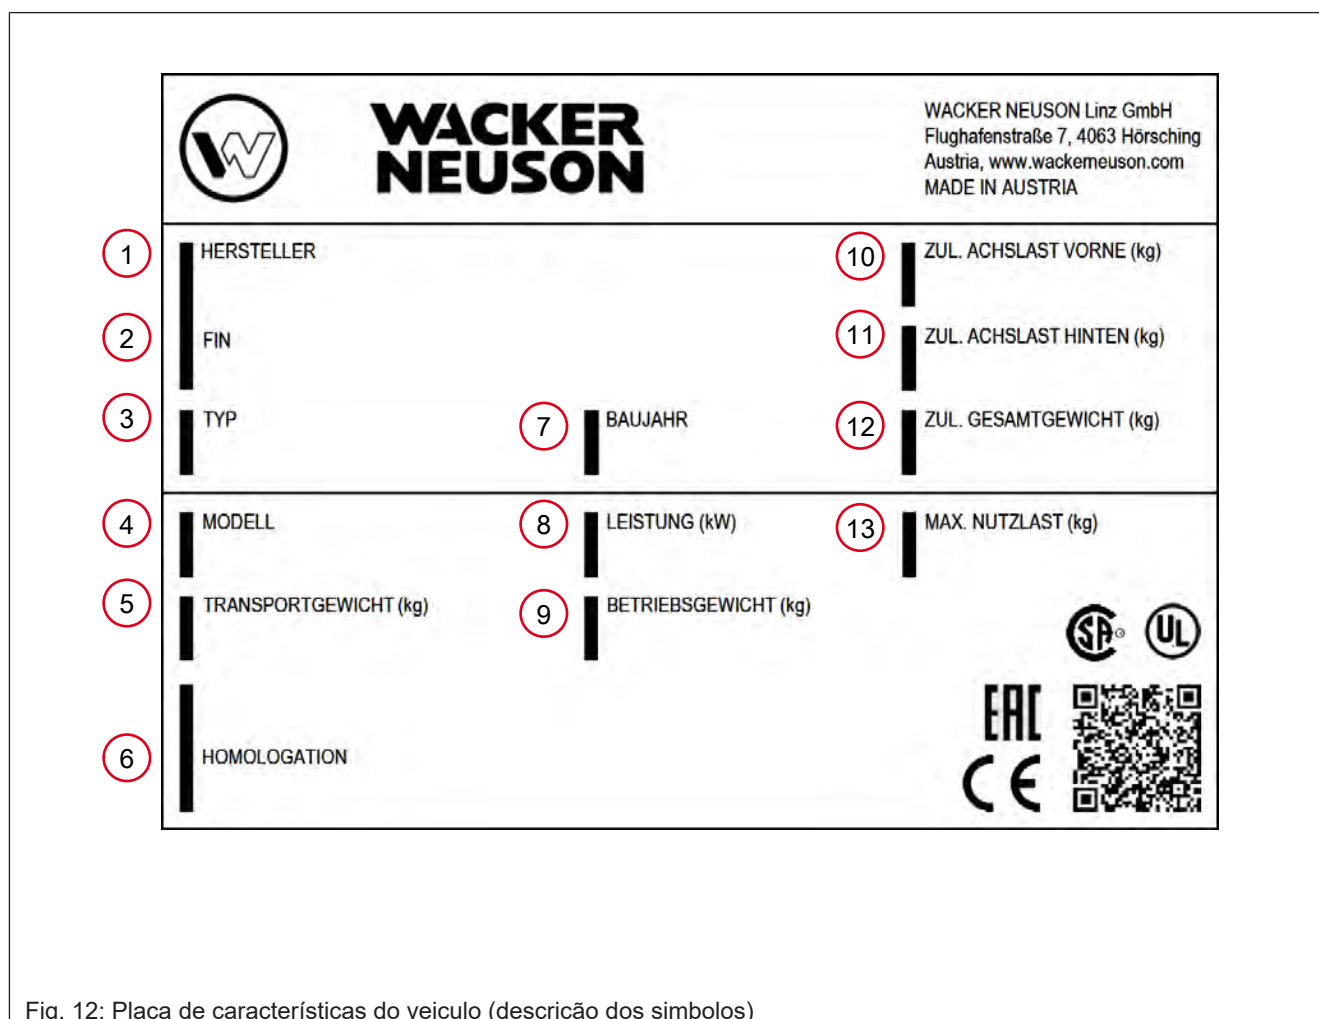 WACKER
NEUSON
WACKER NEUSON Linz GmbH
Flughafenstraße 7, 4063 Hörsching
Austria, www.wackerneuson.com
MADE IN AUSTRIA
1 HERSTELLER
10 ZUL. ACHSLAST VORNE (kg)
2 FIN
11 ZUL. ACHSLAST HINTEN (kg)
3 TYP
7 BAUJAHR
12 ZUL. GESAMTGEWICHT (kg)
4 MODELL
8 LEISTUNG (kW)
13 MAX. NUTZLAST (kg)
5 TRANSPORTGEWICHT (kg)
9 BETRIEBSGEWICHT (kg)
SA UL
EAC
6 HOMOLOGATION
CE
Fig. 12: Placa de características do veiculo (descrição dos simbolos)